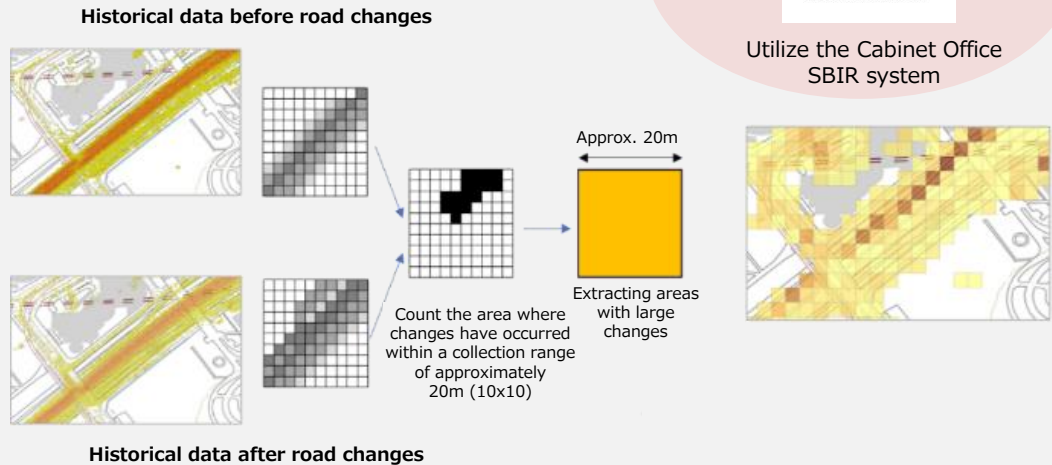 Historical data before road changes
Utilize the Cabinet Office
SBIR system
Approx. 20m
Count the area where
changes have occurred
within a collection range
of approximately
20m (10x10)
Extracting areas
with large
changes
Historical data after road changes